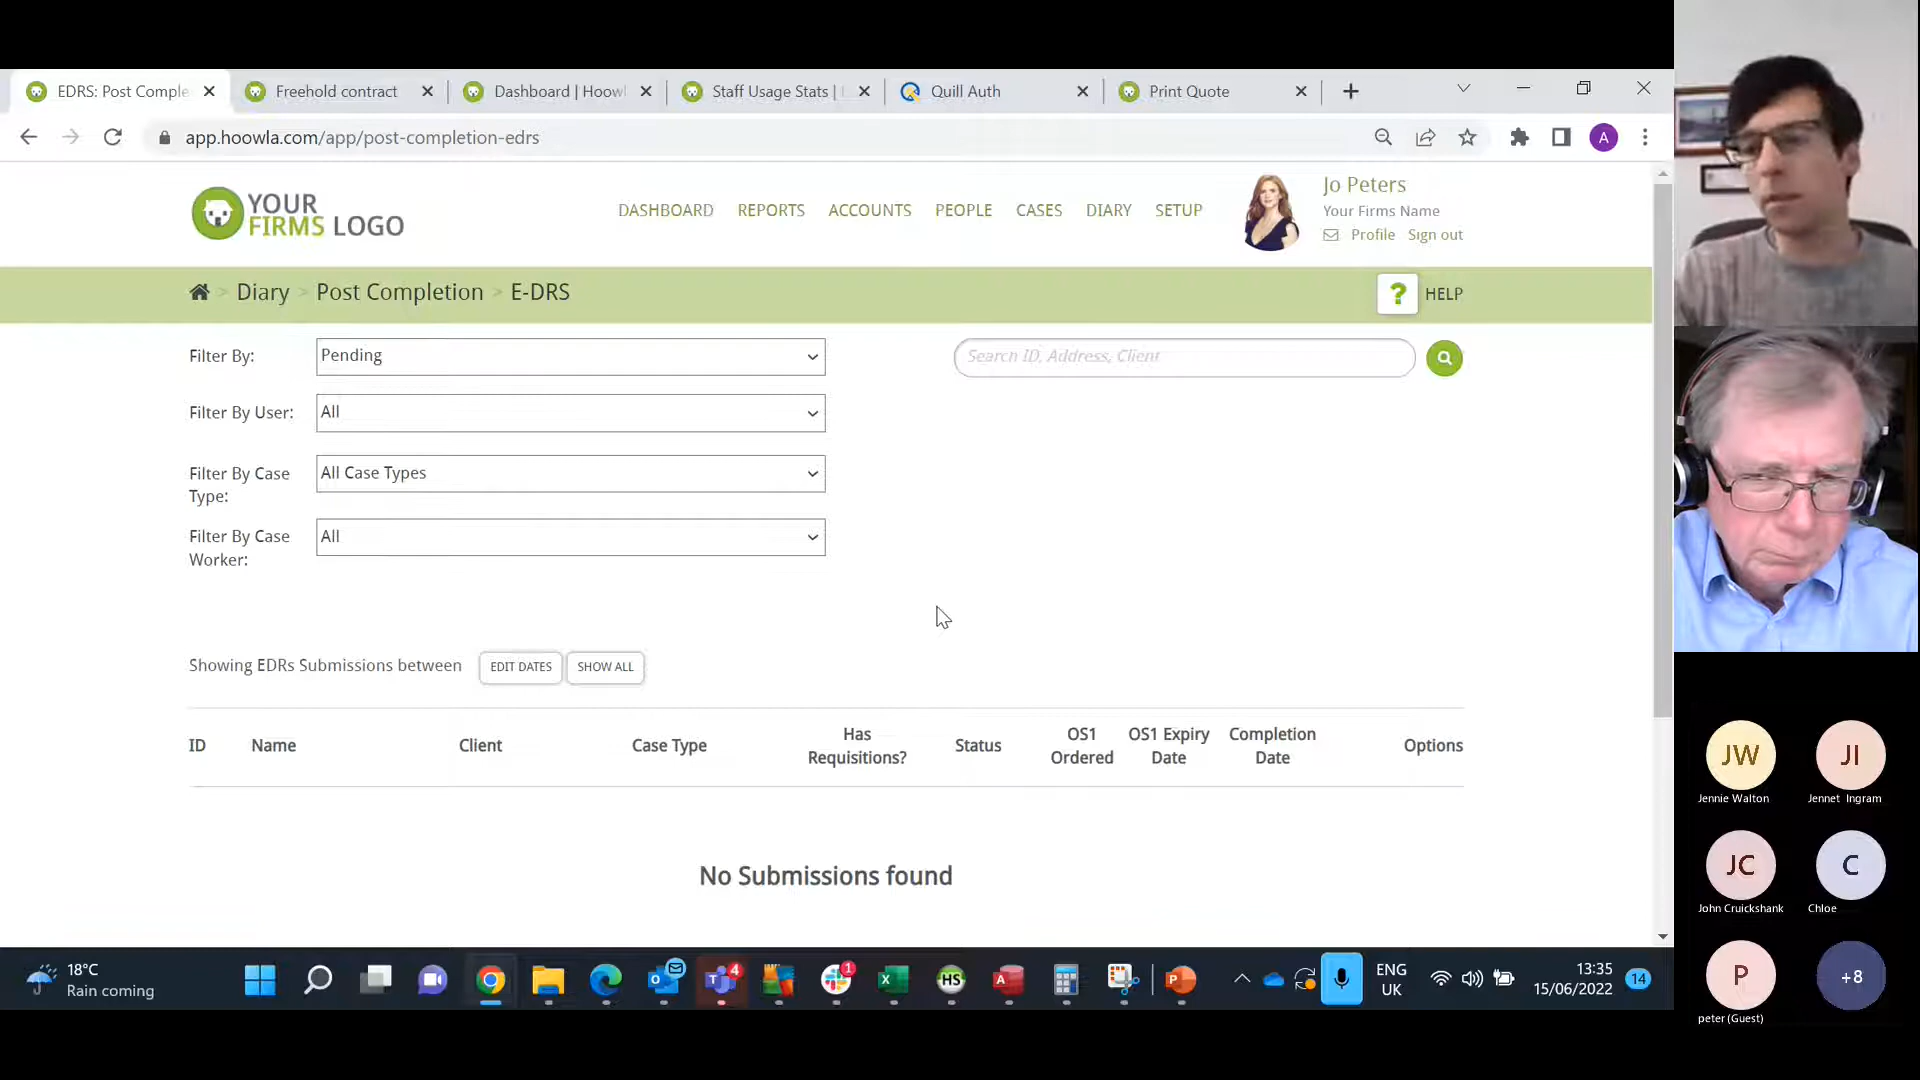 EDRS: Post Comple
Freehold contract
Dashboard | Hoowl
Staff Usage Stats |
Quill Auth
Print Quote
app.hoowla.com/app/post-completion-edrs
A
YOUR
FIRMS LOGO
DASHBOARD
REPORTS
ACCOUNTS
PEOPLE
CASES
DIARY
SETUP
Jo Peters
Your Firms Name
Profile
Sign out
> Diary > Post Completion > E-DRS
? HELP
Filter By:
Pending
Search ID, Address, Client
Filter By User:
All
Filter By Case
Type:
All Case Types
Filter By Case
Worker:
All
Showing EDRs Submissions between
EDIT DATES
SHOW ALL
ID
Name
Client
Case Type
Has
Requisitions?
Status
OS1
Ordered
OS1 Expiry
Date
Completion
Date
Options
No Submissions found
JW
Jennie Walton
JI
Jennet Ingram
JC
John Cruickshank
C
Chloe
P
peter (Guest)
+8
18°C
Rain coming
4
1
HS
ENG
UK
13:35
15/06/2022
14